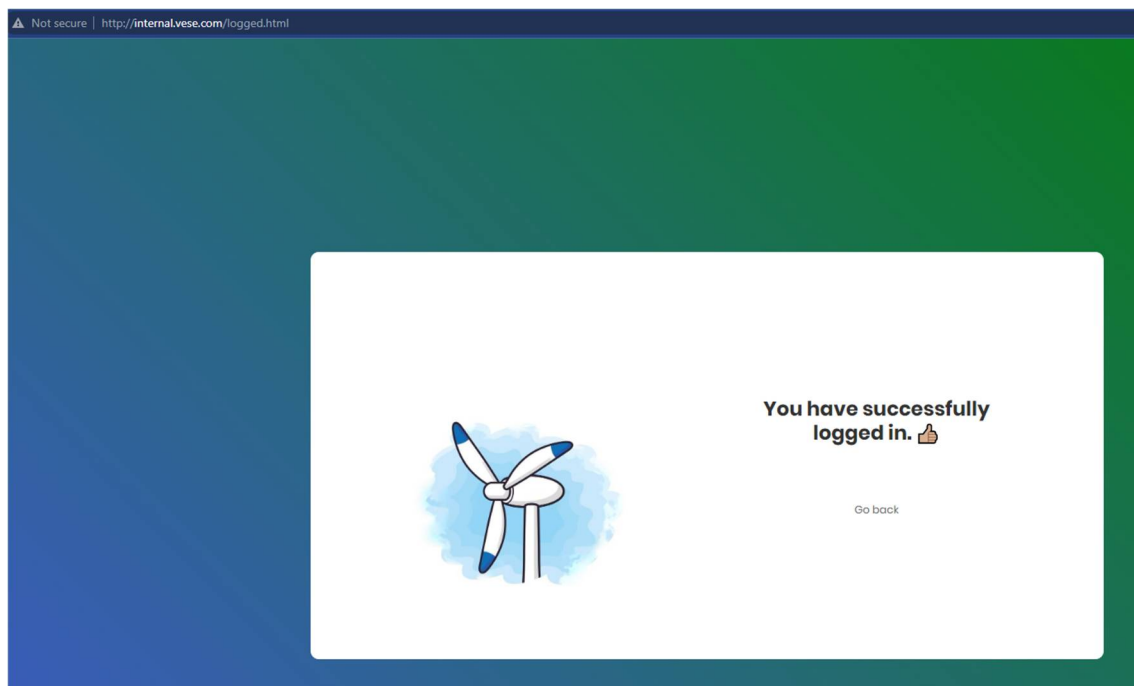 Not secure | http://internal.vese.com/logged.html
You have successfully
logged in. 👍🏼
Go back